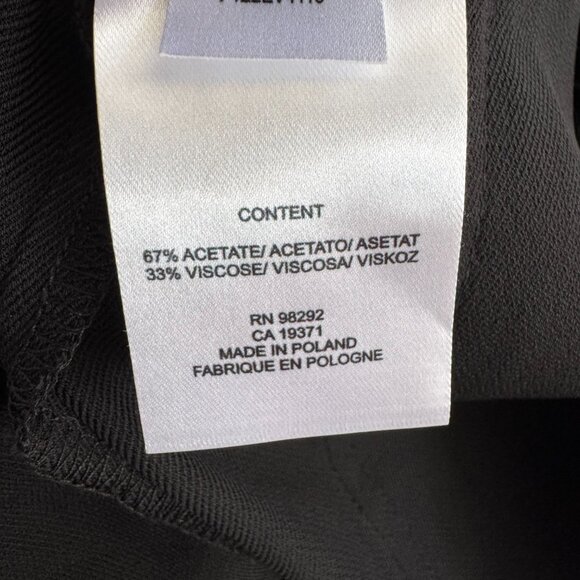 CONTENT
67% ACETATE/ ACETATO/ ASETAT
33% VISCOSE/ VISCOSA/ VISKOZ
RN 98292
CA 19371
MADE IN POLAND
FABRIQUE EN POLOGNE